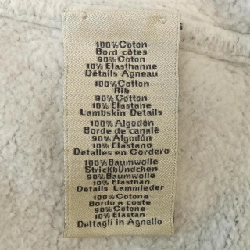 100% Coton
Bord côtes
90% Coton
10% Elasthanne
Détails Agneau
100% Cotton
Rib
90% Cotton
10% Elastane
Lambskin Details
100% Algodón
Borde de canalé
90% Algodón
10% Elastano
Detalles en Cordero
100% Baumwolle
Strickbündchen
90% Baumwolle
10% Elasthan
Details Lammleder
100% Cotone
Bordo a coste
90% Cotone
10% Elastan
Dettagli in Agnello